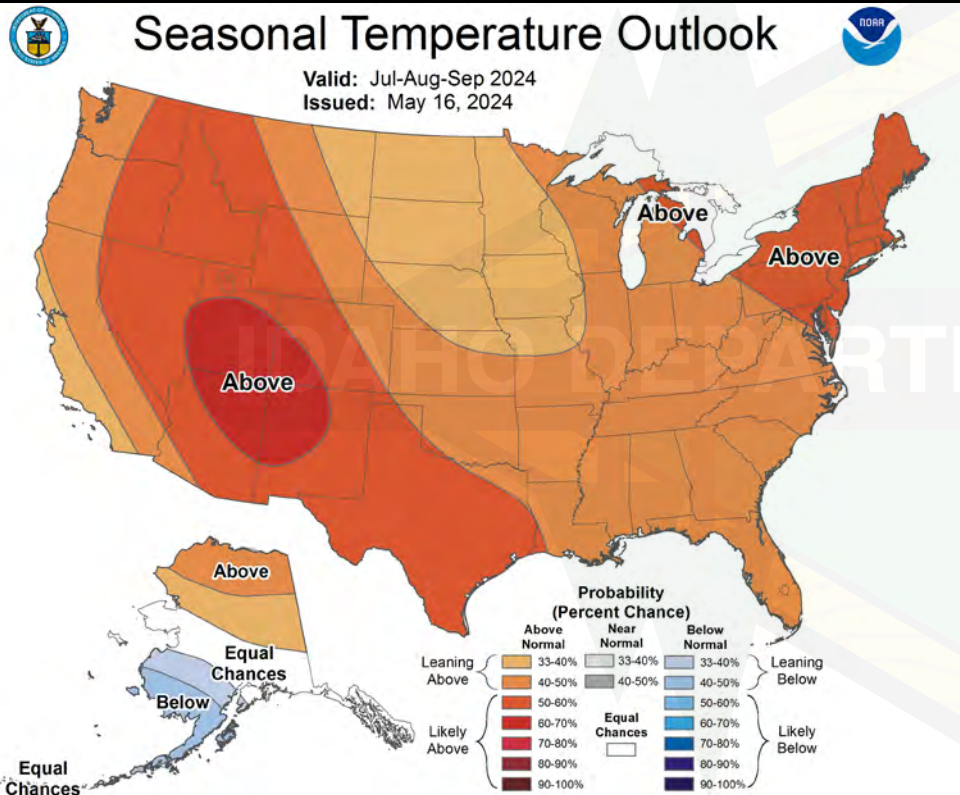 Seasonal Temperature Outlook
NOAA
Valid: Jul-Aug-Sep 2024
Issued: May 16, 2024
Above
Above
Above
IDAHO DEPARTI
Above
Equal
Chances
Below
Equal
Chances
Probability
(Percent Chance)
Above
Normal
Near
Normal
Below
Normal
Leaning
Above
33-40%
33-40%
33-40%
Leaning
Below
40-50%
40-50%
40-50%
Likely
Above
50-60%
Equal
Chances
50-60%
Likely
Below
60-70%
60-70%
70-80%
70-80%
80-90%
80-90%
90-100%
90-100%